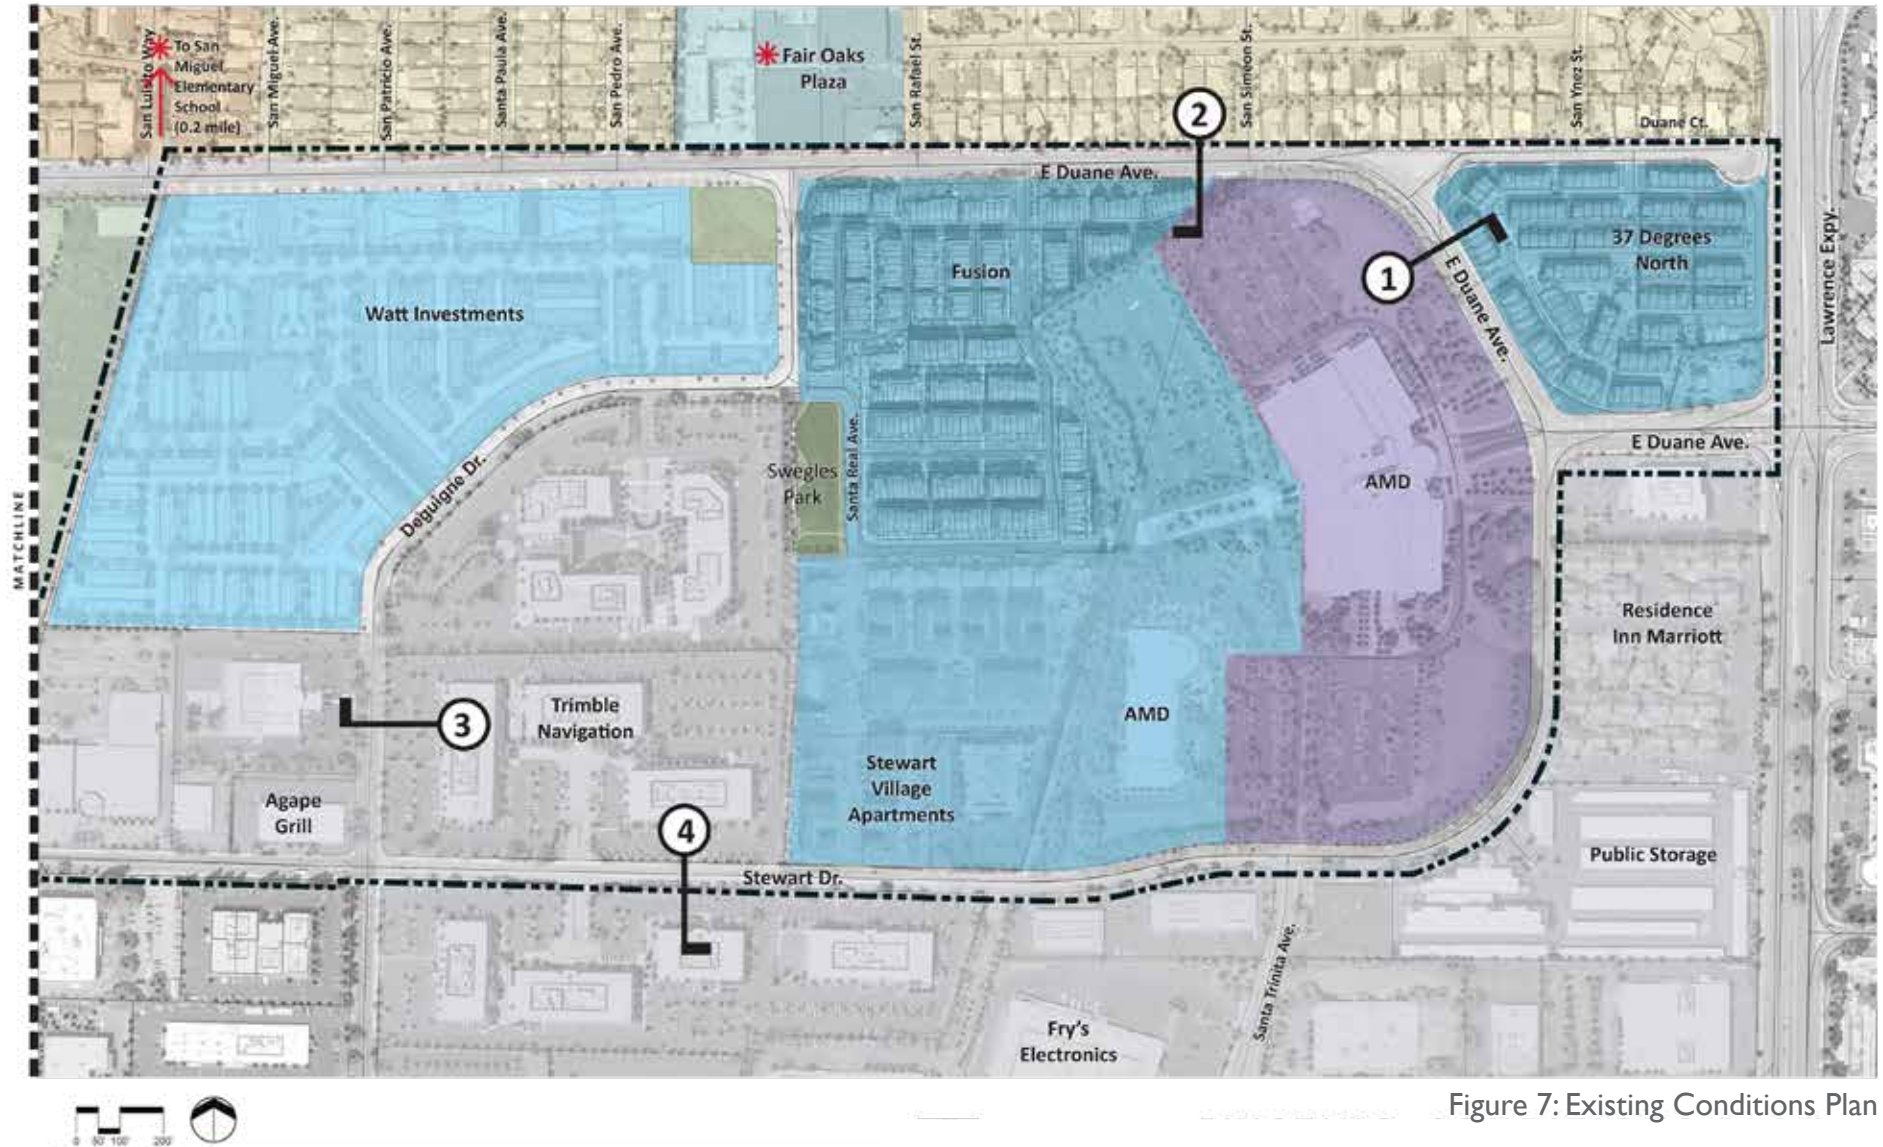 San Luisito Way
To San
Miguel
Elementary
School
(0.2 mile)
San Miguel Ave.
San Patricio Ave.
Santa Paula Ave.
San Pedro Ave.
Fair Oaks
Plaza
San Rafael St.
San Simeon St.
San Ynez St.
Duane Ct.
2
E Duane Ave.
1
E Duane Ave.
37 Degrees
North
Lawrence Expy.
Watt Investments
Fusion
E Duane Ave.
Deguigne Dr.
Swegles
Park
Santa Real Ave.
AMD
MATCHLINE
Residence
Inn Marriott
3
Trimble
Navigation
AMD
Agape
Grill
4
Stewart
Village
Apartments
Public Storage
Stewart Dr.
Santa Trinita Ave.
Fry's
Electronics
0 50' 100' 200'
Figure 7: Existing Conditions Plan